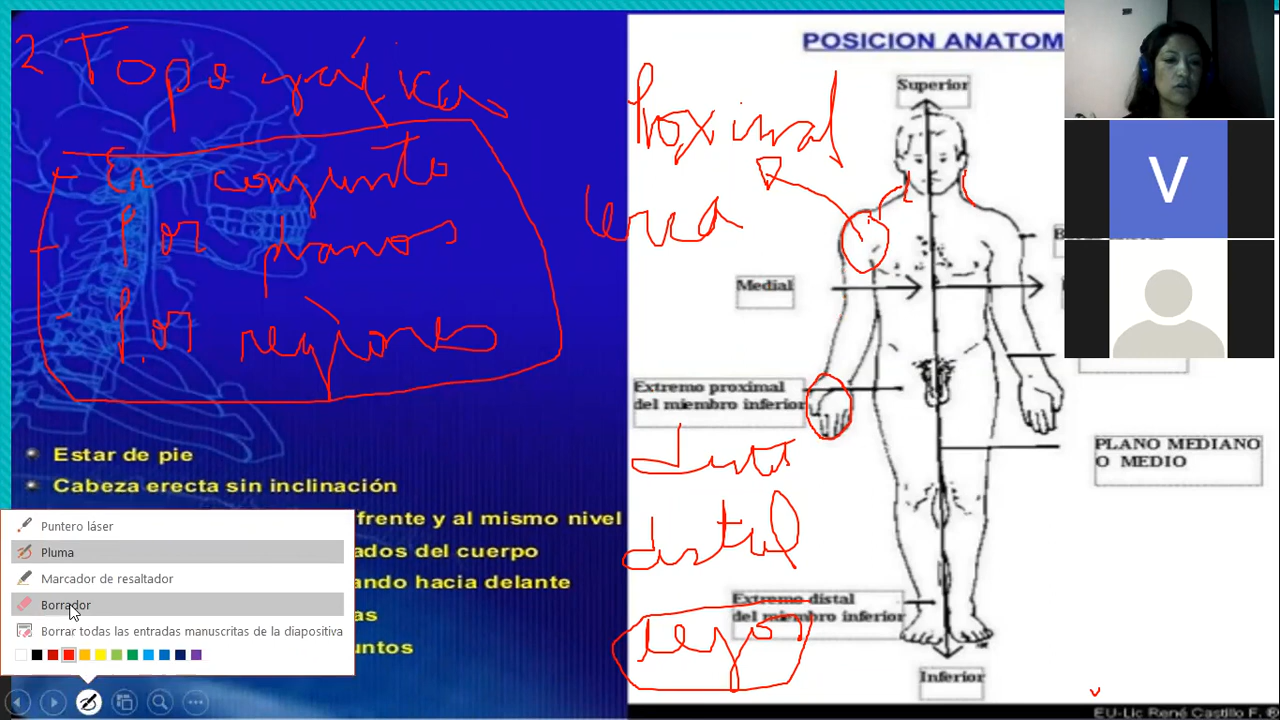 2 Topográficas
- En conjunto
- Por planos
- Por regiones
Estar de pie
Cabeza erecta sin inclinación
frente y al mismo nivel
ados del cuerpo
ando hacia delante
as
untos
Puntero láser
Pluma
Marcador de resaltador
Borrador
Borrar todas las entradas manuscritas de la diapositiva
POSICION ANATOM
Superior
Proximal
cerca
Medial
Extremo proximal
del miembro inferior
PLANO MEDIANO
O MEDIO
distal
Extremo distal
del miembro inferior
lejos
Inferior
EU-Lic René Castillo F. ®
V